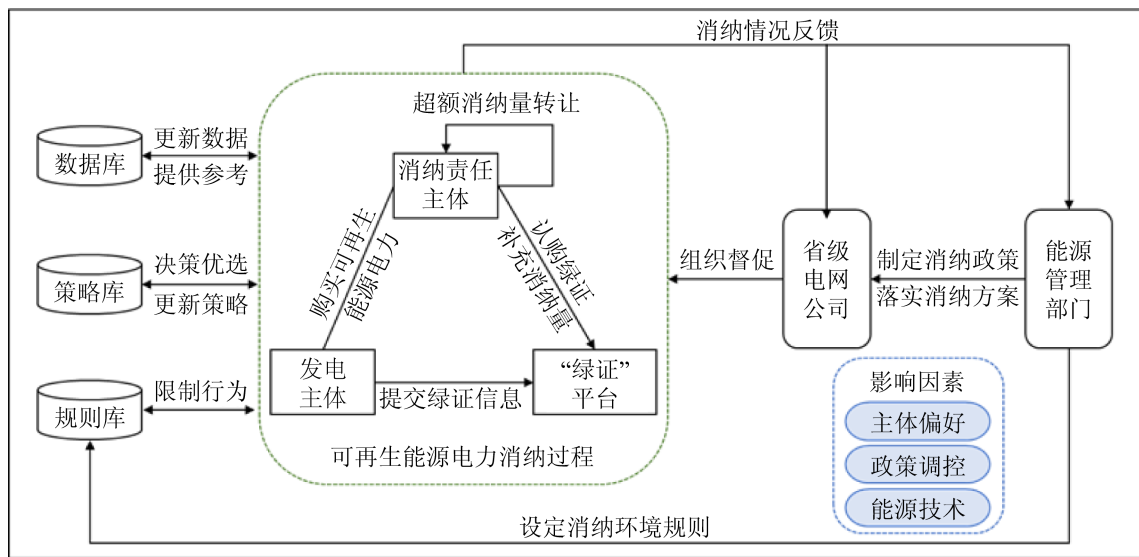 消纳情况反馈
超额消纳量转让
更新数据
数据库
提供参考
消纳责任
主体
购买可再生
能源电力
认购绿证
补充消纳量
决策优选
策略库
更新策略
组织督促
省级
电网
公司
制定消纳政策
落实消纳方案
能源
管理
部门
发电
主体
提交绿证信息
“绿证”
平台
限制行为
规则库
可再生能源电力消纳过程
影响因素
主体偏好
政策调控
能源技术
设定消纳环境规则